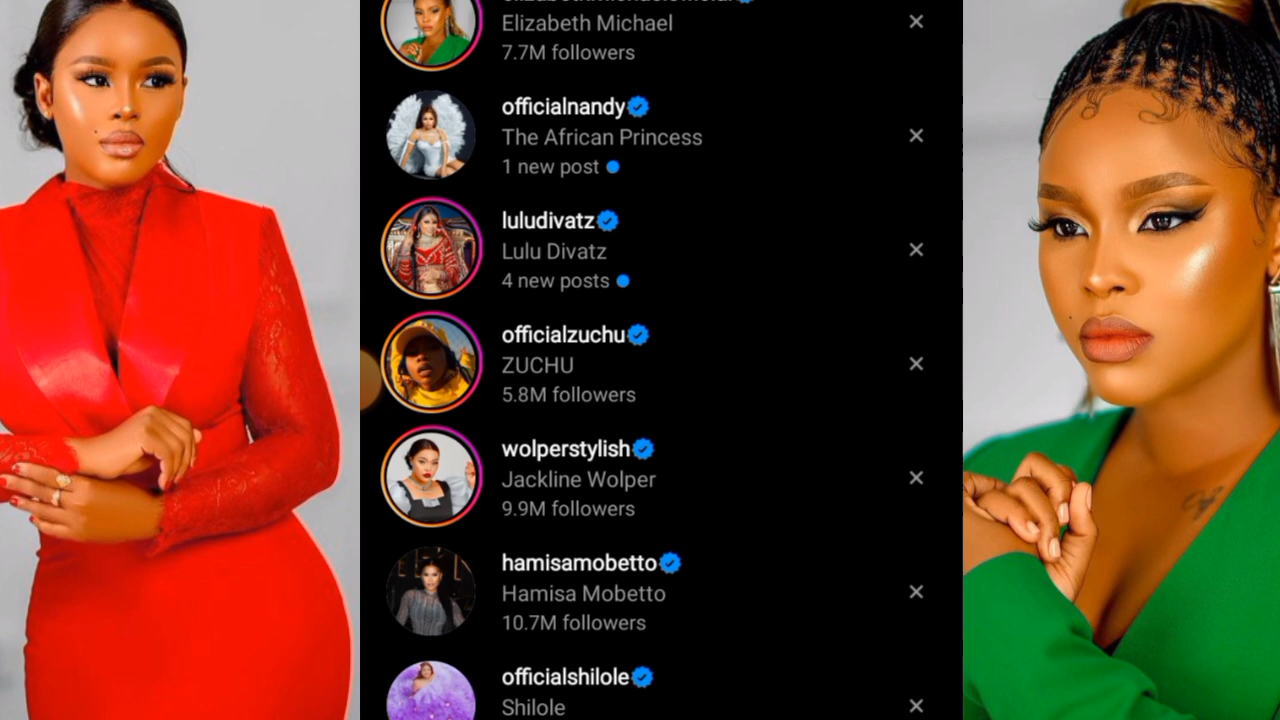 Elizabeth Michael
7.7M followers
officialnandy
The African Princess
1 new post
luludivatz
Lulu Divatz
4 new posts
officialzuchu
ZUCHU
5.8M followers
wolperstylish
Jackline Wolper
9.9M followers
hamisamobetto
Hamisa Mobetto
10.7M followers
officialshilole
Shilole